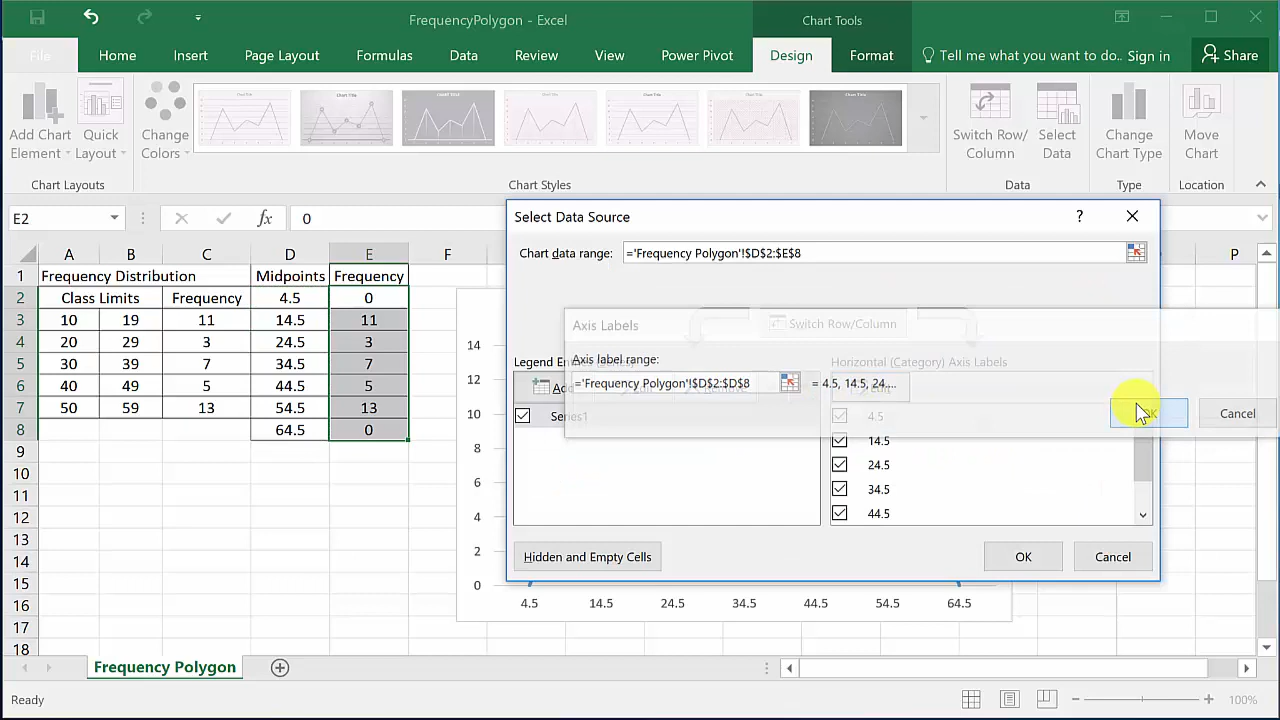 FrequencyPolygon - Excel
Chart Tools
File Home Insert Page Layout Formulas Data Review View Power Pivot Design Format Tell me what you want to do.. Sign in Share
Add Chart Element
Quick Layout
Change Colors
Switch Row/ Column
Select Data
Change Chart Type
Move Chart
Chart Layouts Chart Styles Data Type Location
E2 fx 0
Select Data Source ?
Chart data range: ='Frequency Polygon'!$D$2:$E$8
A B C D E F P
1 Frequency Distribution Midpoints Frequency
2 Class Limits Frequency 4.5 0
3 10 19 11 14.5 11
4 20 29 3 24.5 3
5 30 39 7 34.5 7
6 40 49 5 44.5 5
7 50 59 13 54.5 13
8 64.5 0
9
10
11
12
13
14
15
16
17
18
Switch Row/Column
Axis Labels
Axis label range:
='Frequency Polygon'!$D$2:$D$8 = 4.5, 14.5, 24....
Cancel
Horizontal (Category) Axis Labels
Series1
4.5
14.5
24.5
34.5
44.5
Hidden and Empty Cells OK Cancel
14
12
10
8
6
4
2
0
4.5 14.5 24.5 34.5 44.5 54.5 64.5
Frequency Polygon
Ready 100%